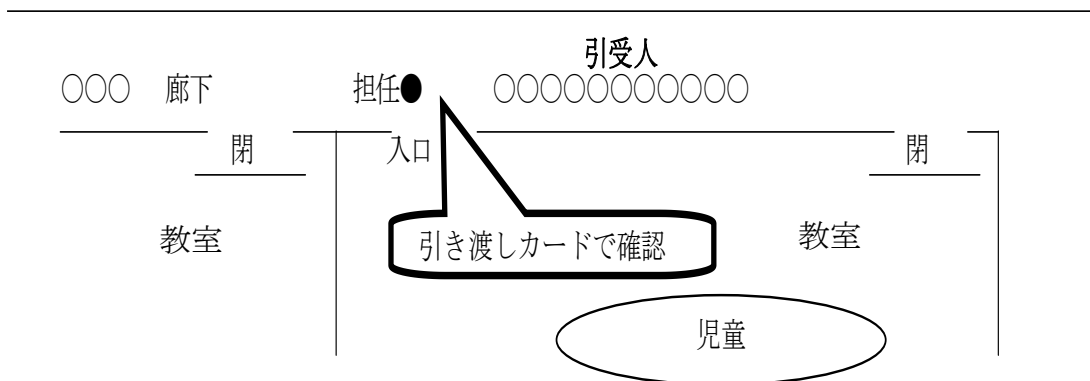 引受人
○○○ 廊下 担任● ○○○○○○○○○○○
閉 入口 閉
教室 引き渡しカードで確認 教室
児童